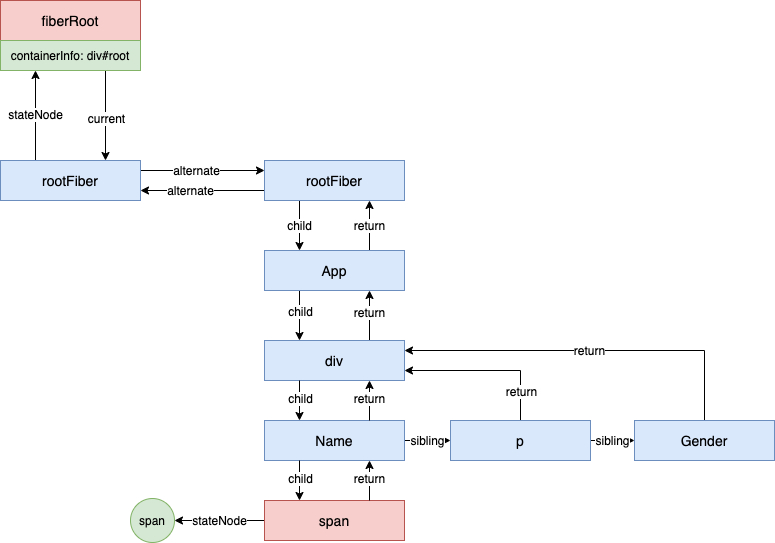 fiberRoot
containerInfo: div#root
stateNode
current
rootFiber
alternate
alternate
rootFiber
child
return
App
child
return
div
return
return
child
return
Name
sibling
p
sibling
Gender
child
return
span
stateNode
span